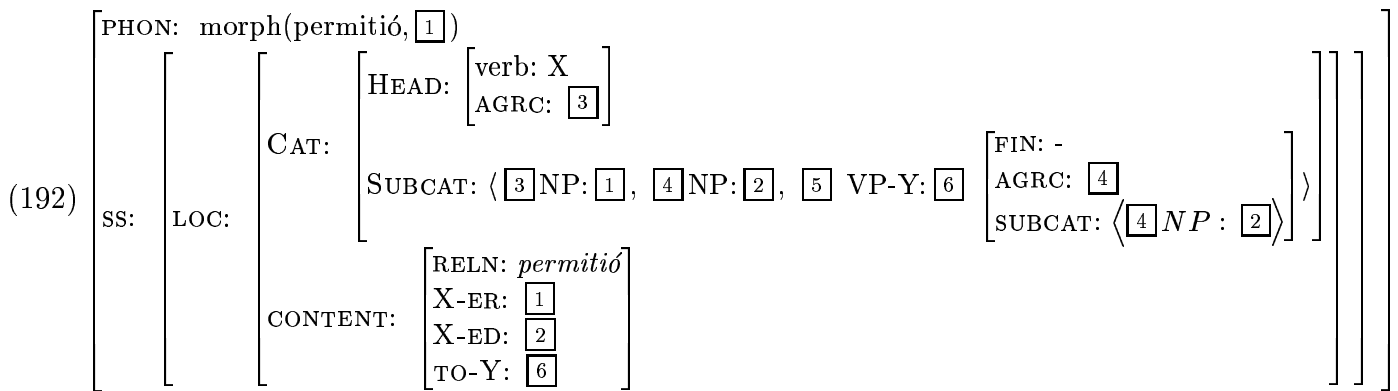 PHON: morph(permitió, 1 )
HEAD: verb: X
AGRC: 3
CAT:
SUBCAT: ⟨ 3 NP: 1 , 4 NP: 2 , 5 VP-Y: 6 FIN: -
AGRC: 4
SUBCAT: ⟨ 4 NP : 2 ⟩ ⟩
(192) SS: LOC:
CONTENT: RELN: permitió
X-ER: 1
X-ED: 2
TO-Y: 6